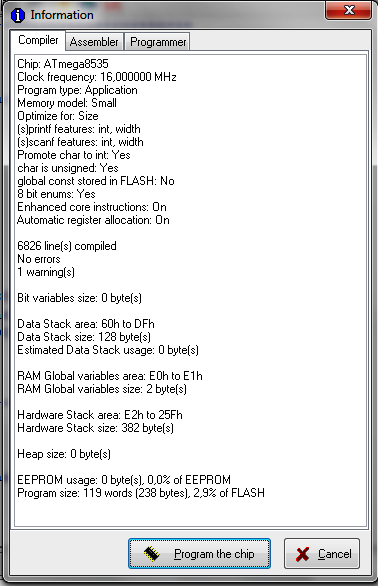 Information
Compiler Assembler Programmer
Chip: ATmega8535
Clock frequency: 16,000000 MHz
Program type: Application
Memory model: Small
Optimize for: Size
(s)printf features: int, width
(s)scanf features: int, width
Promote char to int: Yes
char is unsigned: Yes
global const stored in FLASH: No
8 bit enums: Yes
Enhanced core instructions: On
Automatic register allocation: On
6826 line(s) compiled
No errors
1 warning(s)
Bit variables size: 0 byte(s)
Data Stack area: 60h to DFh
Data Stack size: 128 byte(s)
Estimated Data Stack usage: 0 byte(s)
RAM Global variables area: E0h to E1h
RAM Global variables size: 2 byte(s)
Hardware Stack area: E2h to 25Fh
Hardware Stack size: 382 byte(s)
Heap size: 0 byte(s)
EEPROM usage: 0 byte(s), 0,0% of EEPROM
Program size: 119 words (238 bytes), 2,9% of FLASH
Program the chip Cancel